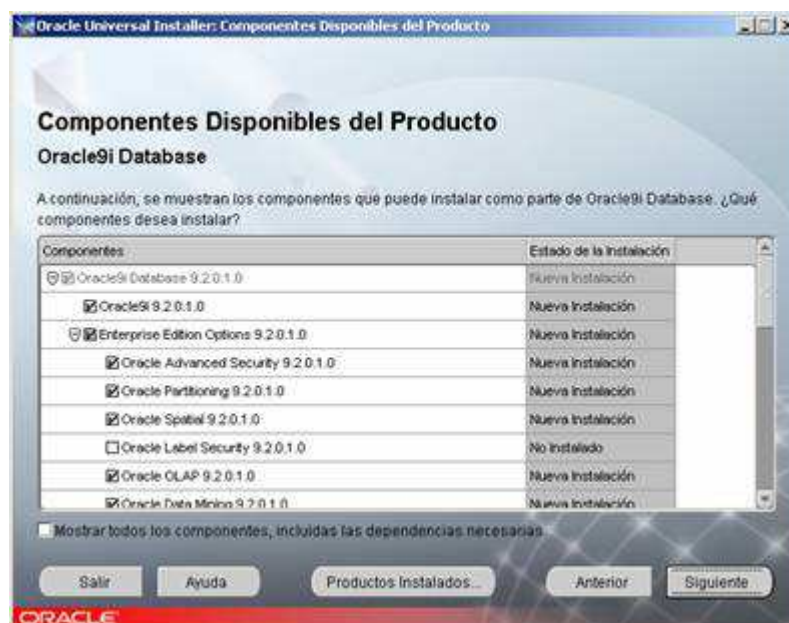 Oracle Universal Installer: Componentes Disponibles del Producto
Componentes Disponibles del Producto
Oracle9i Database
A continuación, se muestran los componentes que puede instalar como parte de Oracle9i Database. ¿Qué
componentes desea instalar?
Componentes Estado de la Instalación
Oracle9i Database 9.2.0.1.0 Nueva Instalación
Oracle9i 9.2.0.1.0 Nueva Instalación
Enterprise Edition Options 9.2.0.1.0 Nueva Instalación
Oracle Advanced Security 9.2.0.1.0 Nueva Instalación
Oracle Partitioning 9.2.0.1.0 Nueva Instalación
Oracle Spatial 9.2.0.1.0 Nueva Instalación
Oracle Label Security 9.2.0.1.0 No Instalado
Oracle OLAP 9.2.0.1.0 Nueva Instalación
Oracle Data Mining 9.2.0.1.0 Nueva Instalación
Mostrar todos los componentes, incluidas las dependencias necesarias.
Salir Ayuda Productos Instalados... Anterior Siguiente
ORACLE